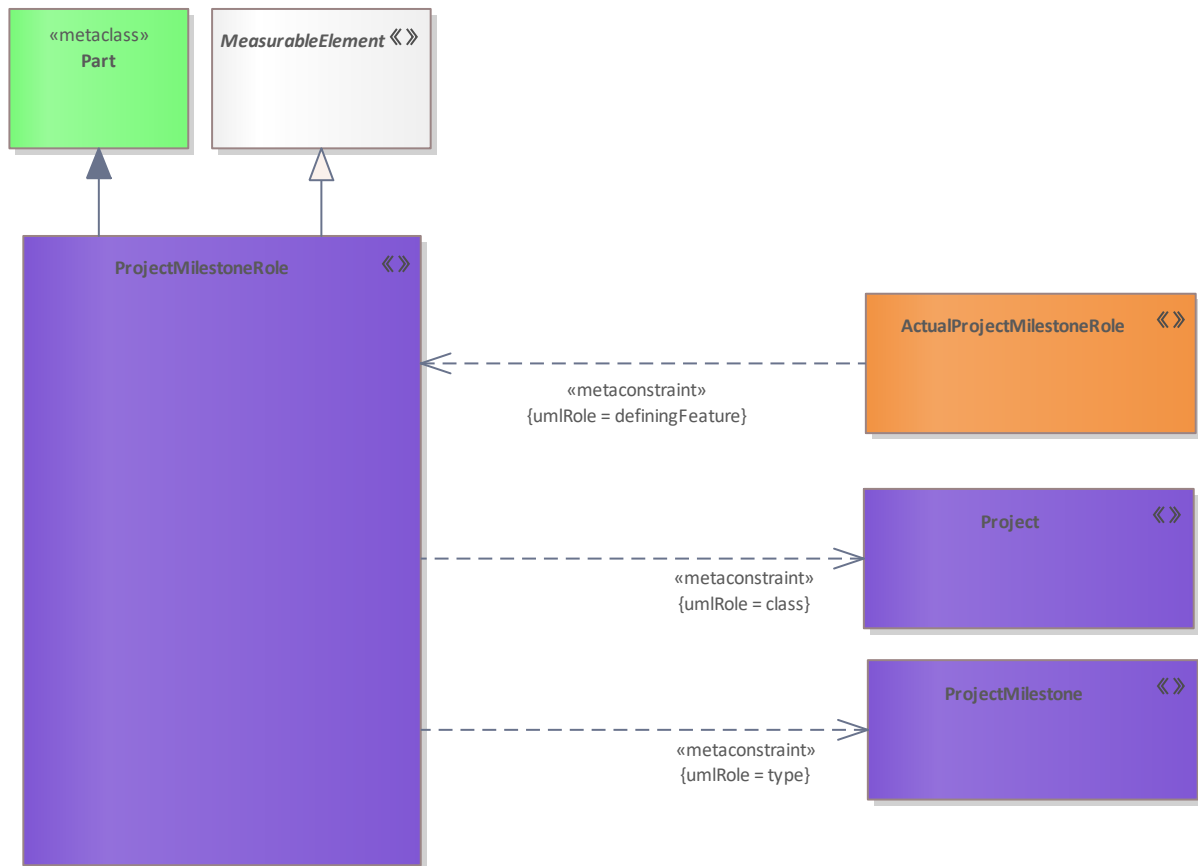 «metaclass»
Part
MeasurableElement «»
ProjectMilestoneRole «»
ActualProjectMilestoneRole «»
«metaconstraint»
{umlRole = definingFeature}
Project «»
«metaconstraint»
{umlRole = class}
ProjectMilestone «»
«metaconstraint»
{umlRole = type}